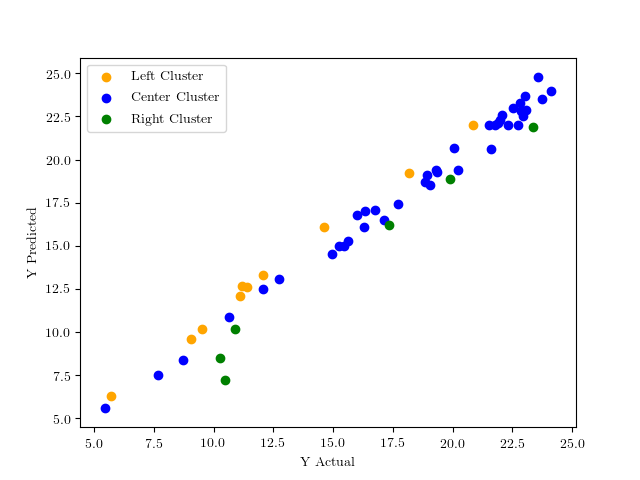 25.0
22.5
20.0
17.5
15.0
12.5
10.0
7.5
5.0
Y Predicted
Left Cluster
Center Cluster
Right Cluster
5.0 7.5 10.0 12.5 15.0 17.5 20.0 22.5 25.0
Y Actual